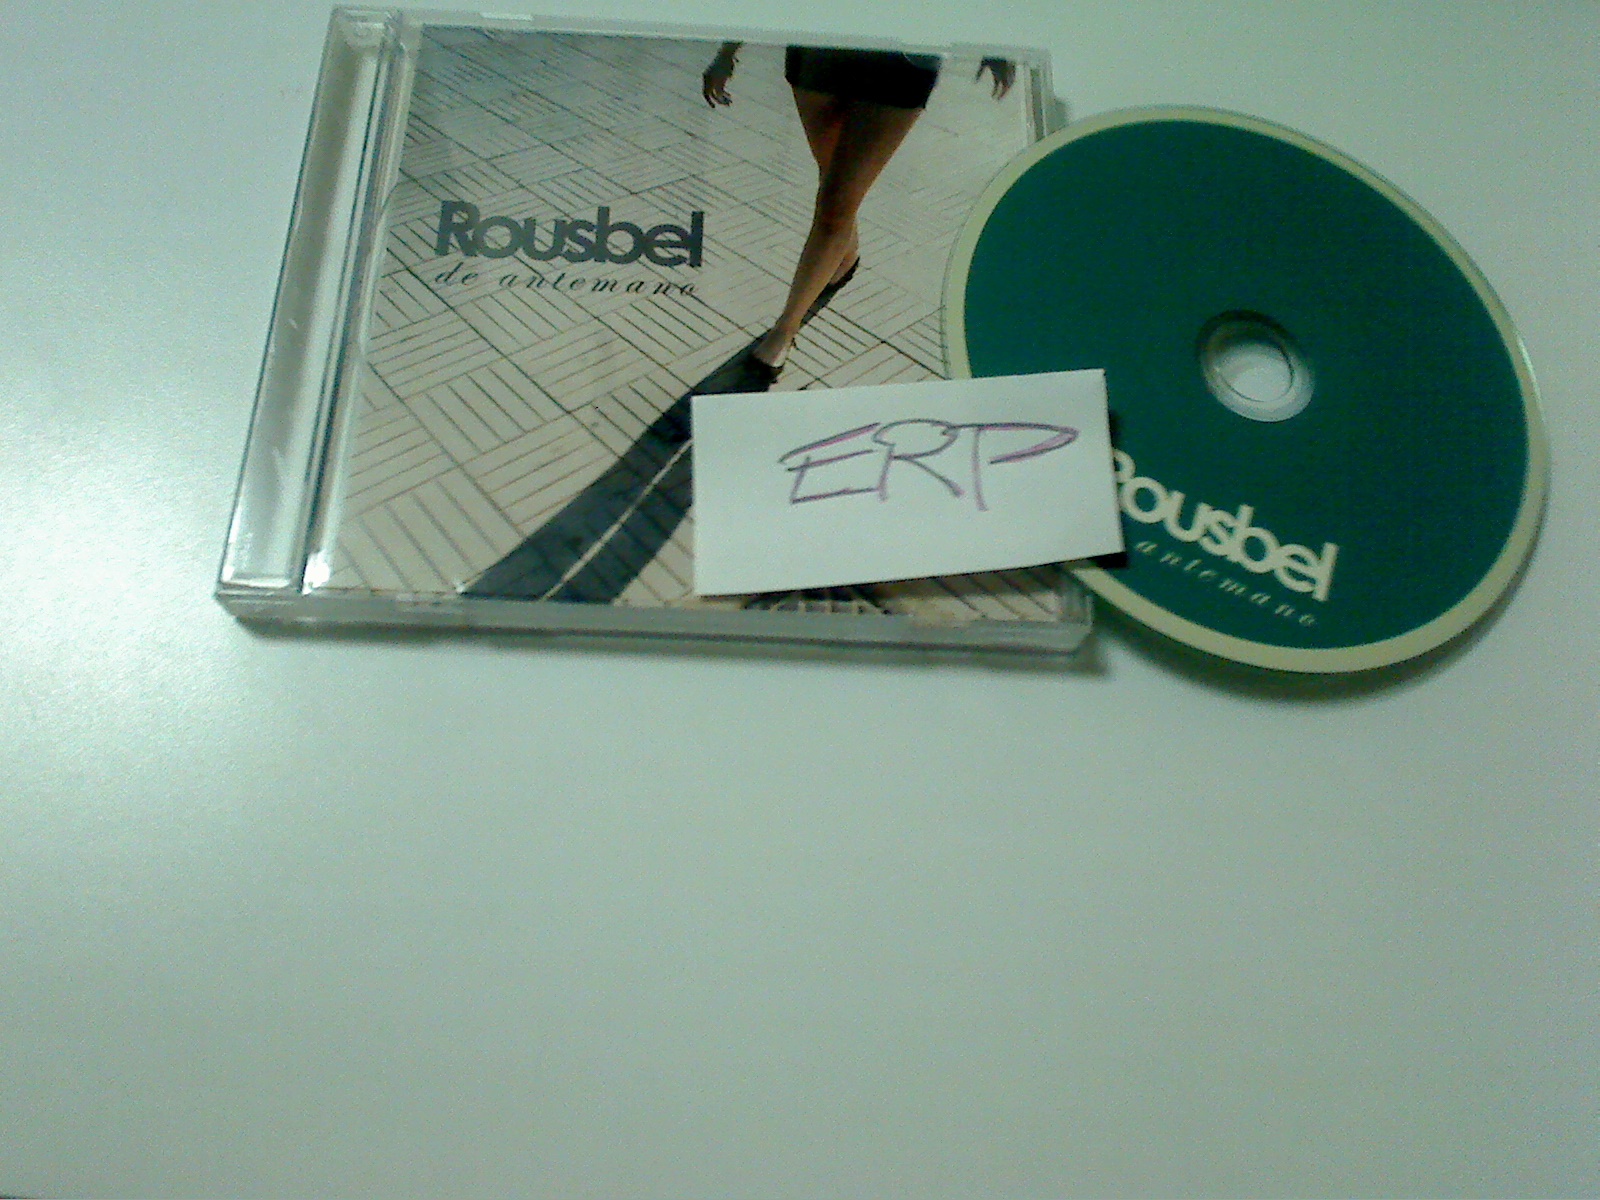 Rousbel
de antemano
ERP
Rousbel
antemano